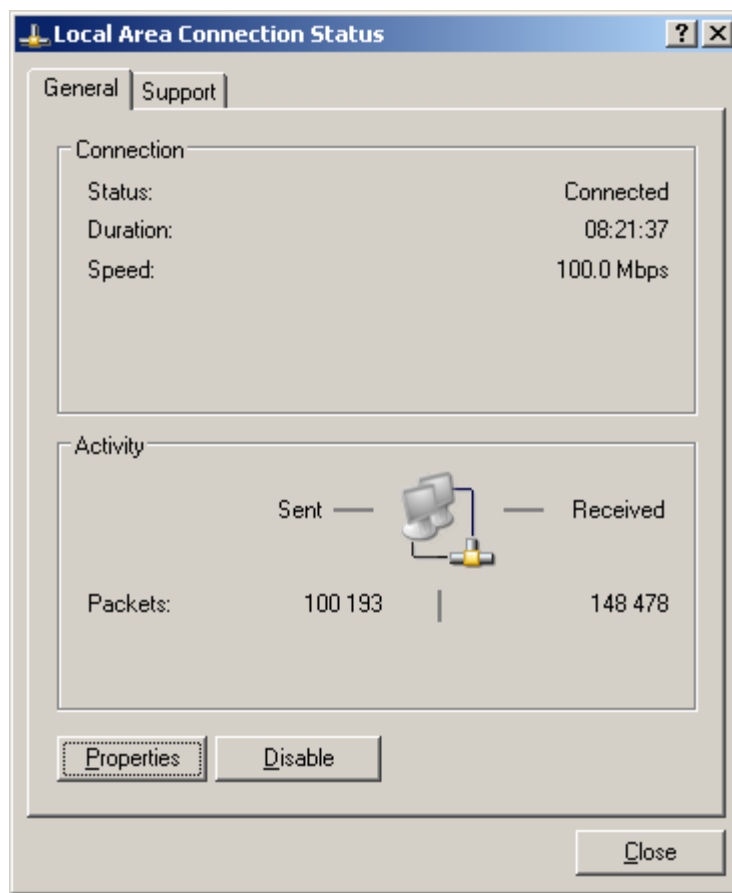 Local Area Connection Status
General Support
Connection
Status: Connected
Duration: 08:21:37
Speed: 100.0 Mbps
Activity
Sent Received
Packets: 100 193 148 478
Properties Disable
Close